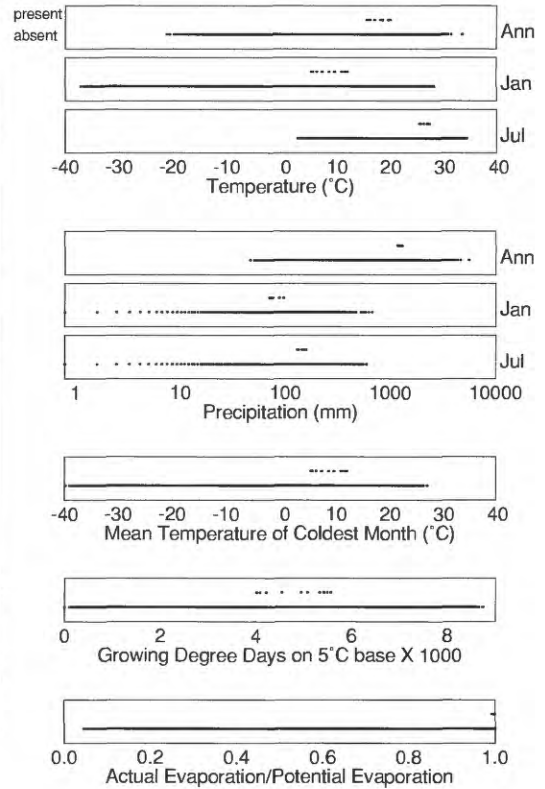 present
absent
Ann
Jan
Jul
-40 -30 -20 -10 0 10 20 30 40
Temperature (˚C)
Ann
Jan
Jul
1 10 100 1000 10000
Precipitation (mm)
-40 -30 -20 -10 0 10 20 30 40
Mean Temperature of Coldest Month (˚C)
0 2 4 6 8
Growing Degree Days on 5˚C base X 1000
0.0 0.2 0.4 0.6 0.8 1.0
Actual Evaporation/Potential Evaporation